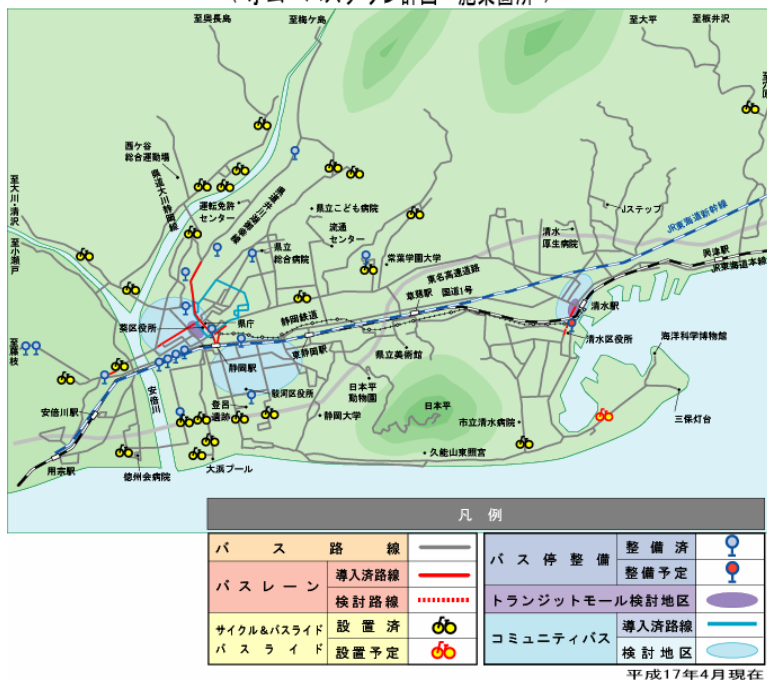 至奥長島
至梅ケ島
至大平
至板井沢
西ケ谷
総合運動場
県道大川静岡線
至大川・清沢
至小瀬戸
運転免許
センター
県立こども病院
流通
センター
県立
総合病院
常葉学園大学
清水
厚生病院
Jステップ
JR東海道新幹線
興津駅
JR東海道本線
東名高速道路
草薙駅
国道1号
静岡鉄道
清水駅
葵区役所
県庁
清水区役所
海洋科学博物館
東静岡駅
県立美術館
静岡駅
至藤枝
駿河区役所
日本平
動物園
日本平
安倍川
安倍川駅
登呂
遺跡
静岡大学
市立清水病院
三保灯台
久能山東照宮
用宗駅
徳州会病院
大浜プール
凡例
バス路線
バスレーン
導入済路線
検討路線
サイクル&バスライド
バスライド
設置済
設置予定
バス停整備
整備済
整備予定
トランジットモール検討地区
コミュニティバス
導入済路線
検討地区
平成17年4月現在